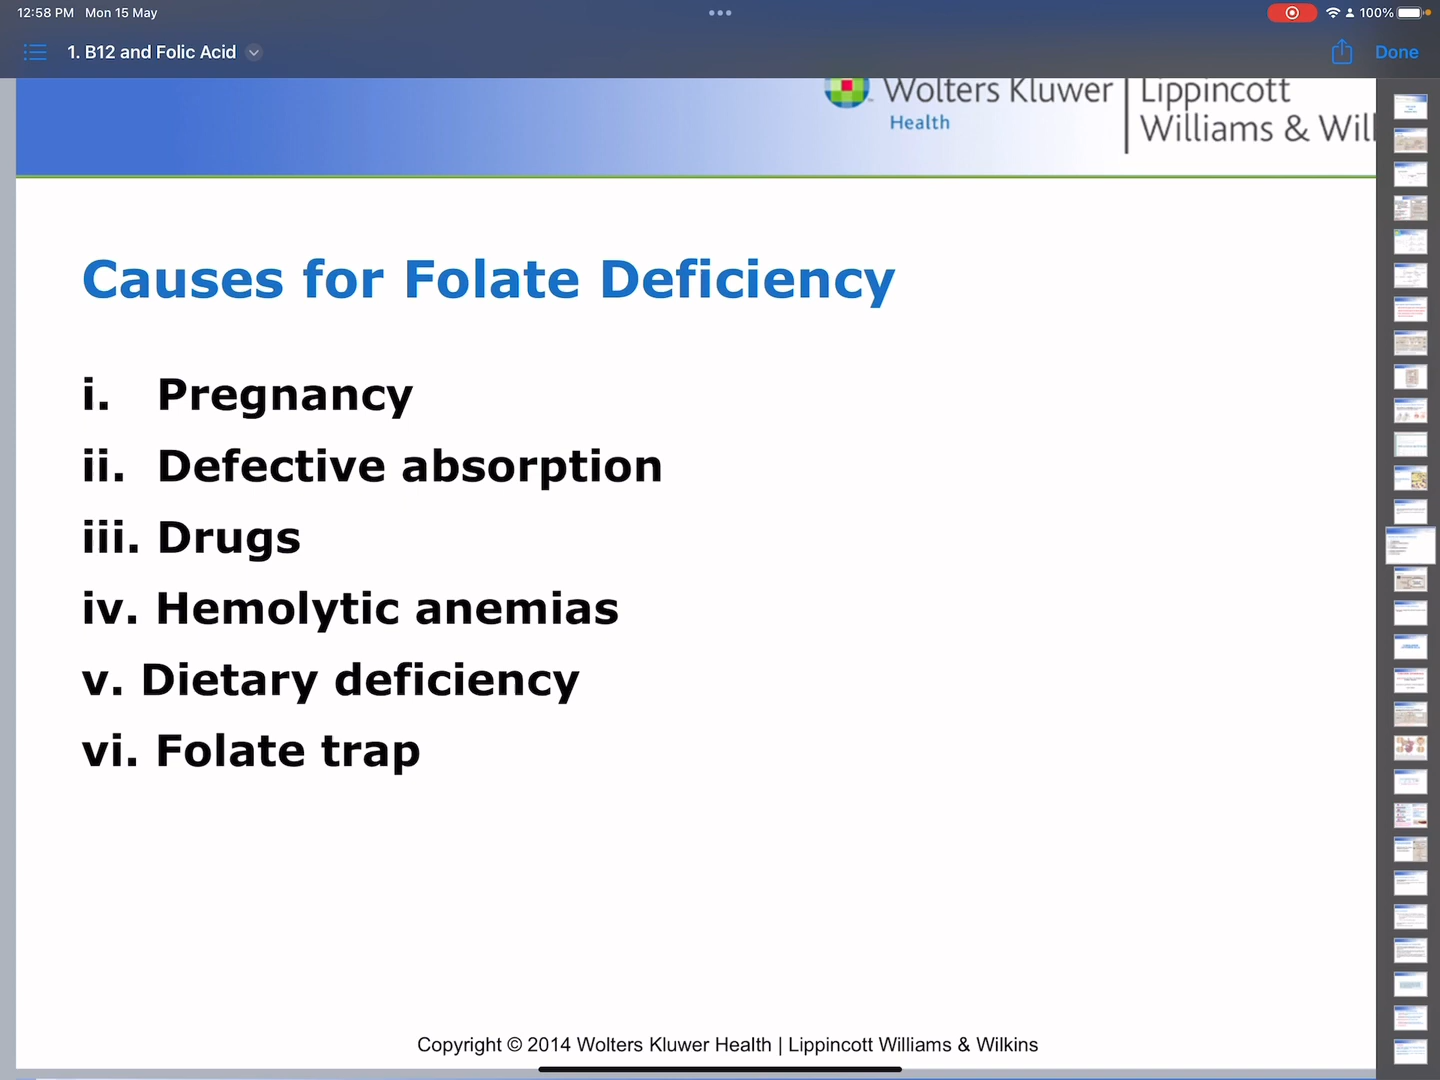 12:58 PM Mon 15 May
100%
1. B12 and Folic Acid
Done
Wolters Kluwer
Health
Lippincott
Williams & Wil
Causes for Folate Deficiency
i. Pregnancy
ii. Defective absorption
iii. Drugs
iv. Hemolytic anemias
v. Dietary deficiency
vi. Folate trap
Copyright © 2014 Wolters Kluwer Health | Lippincott Williams & Wilkins